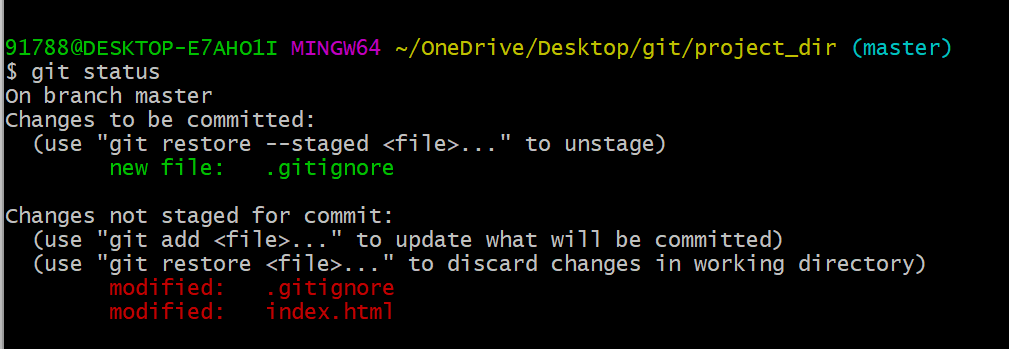 91788@DESKTOP-E7AHO1I MINGW64 ~/OneDrive/Desktop/git/project_dir (master)
$ git status
On branch master
Changes to be committed:
  (use "git restore --staged <file>..." to unstage)
        new file:   .gitignore

Changes not staged for commit:
  (use "git add <file>..." to update what will be committed)
  (use "git restore <file>..." to discard changes in working directory)
        modified:   .gitignore
        modified:   index.html